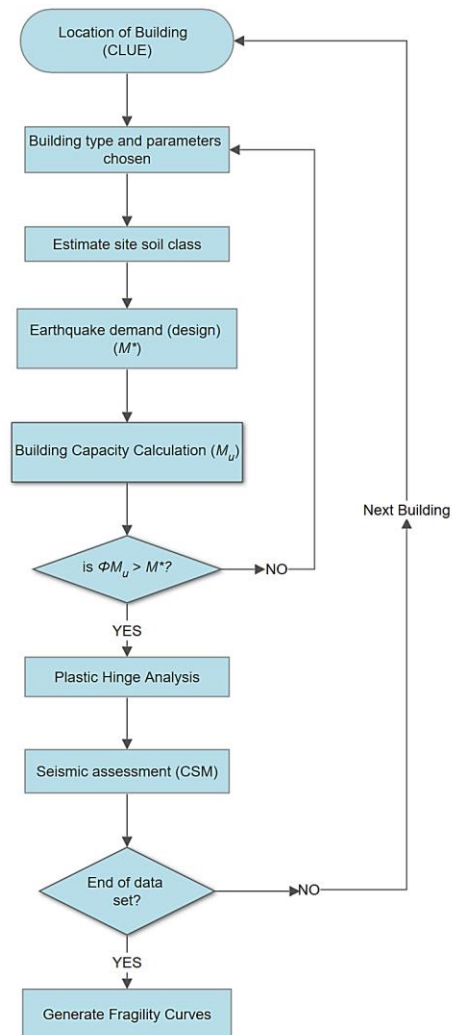 Location of Building
(CLUE)
Building type and parameters
chosen
Estimate site soil class
Earthquake demand (design)
(M*)
Building Capacity Calculation (Mu)
is ΦMu > M*?
NO
YES
Plastic Hinge Analysis
Seismic assessment (CSM)
End of data
set?
NO
Next Building
YES
Generate Fragility Curves